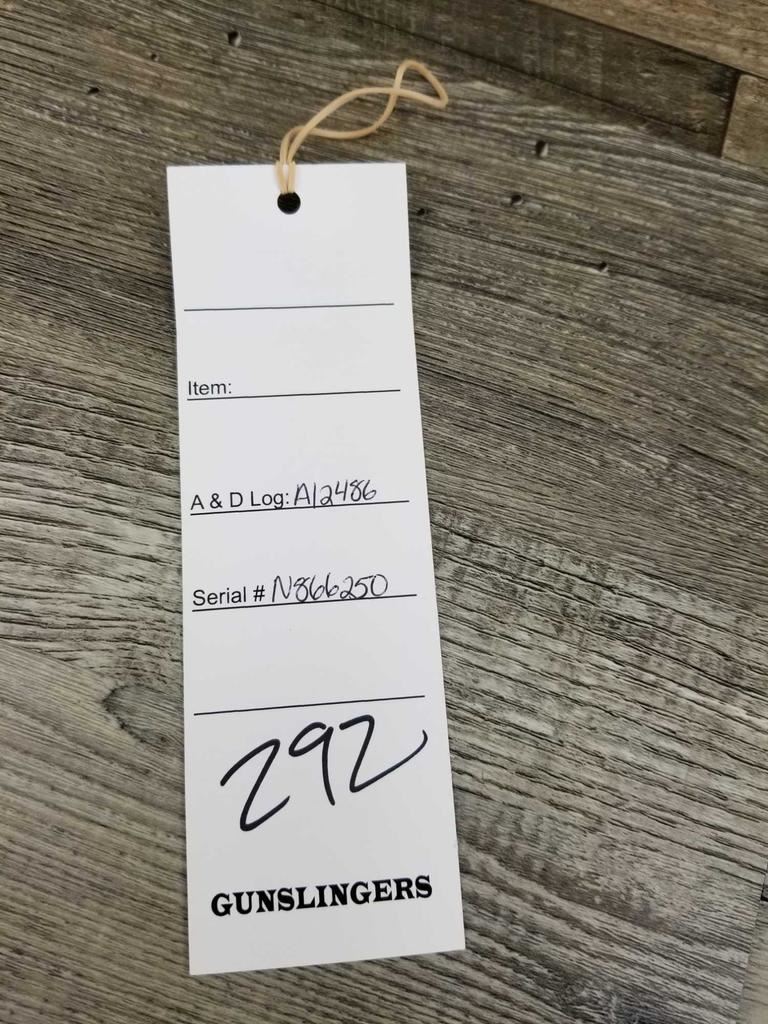 Item:
A & D Log: A12486
Serial # N866250
292
GUNSLINGERS